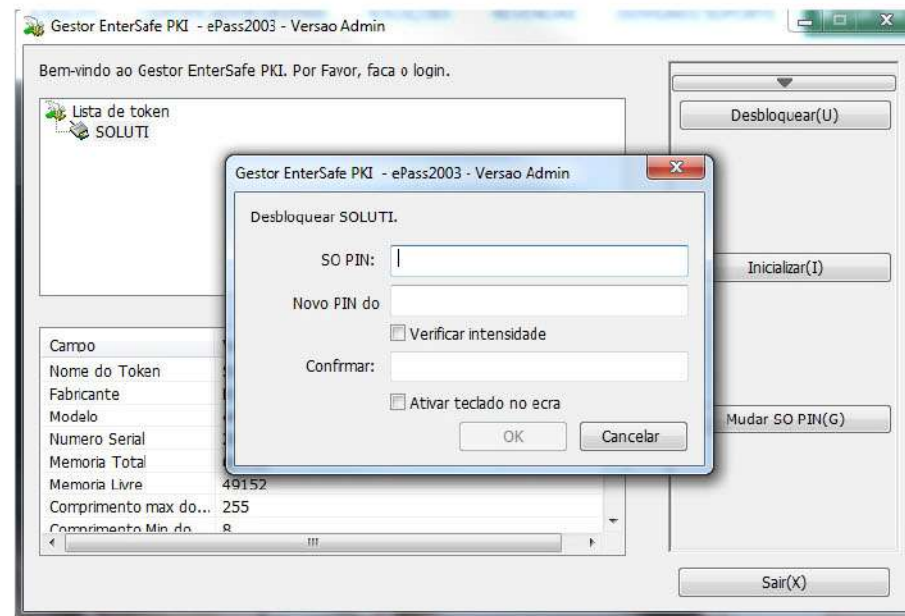 Gestor EnterSafe PKI - ePass2003 - Versao Admin
Bem-vindo ao Gestor EnterSafe PKI. Por Favor, faca o login.
Lista de token
SOLUTI
Desbloquear(U)
Inicializar(I)
Mudar SO PIN(G)
Sair(X)
Gestor EnterSafe PKI - ePass2003 - Versao Admin
Desbloquear SOLUTI.
SO PIN:
Novo PIN do
Verificar intensidade
Confirmar:
Ativar teclado no ecra
OK
Cancelar
Campo
Nome do Token
Fabricante
Modelo
Numero Serial
Memoria Total
Memoria Livre 49152
Comprimento max do... 255
Comprimento Min do 8